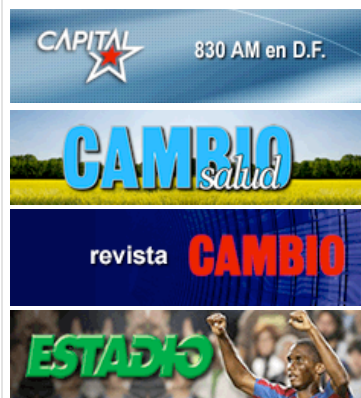 CAPITAL 830 AM en D.F.
CAMBIO
salud
revista CAMBIO
ESTADIO